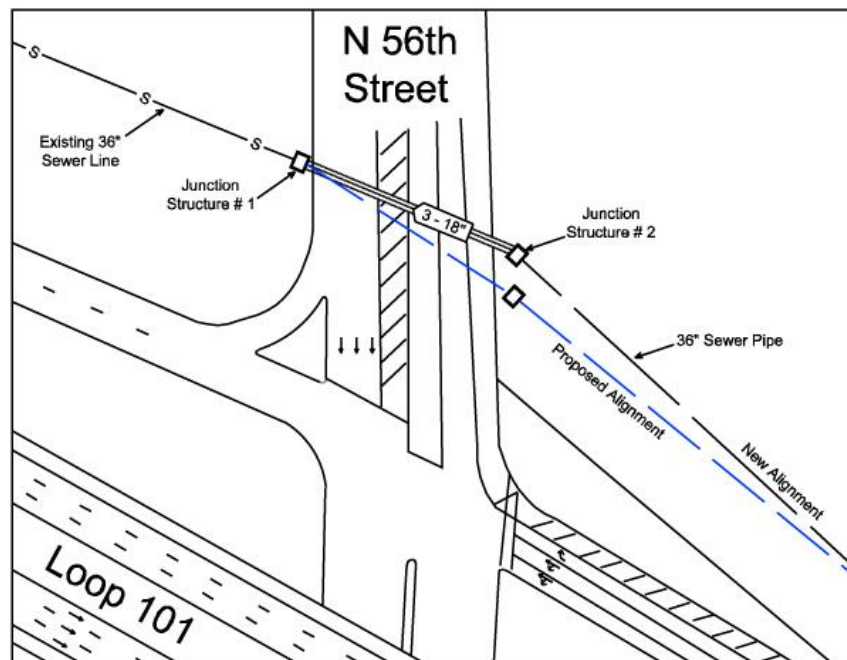 N 56th
Street
S
S
S
Existing 36"
Sewer Line
Junction
Structure # 1
3 - 18"
Junction
Structure # 2
36" Sewer Pipe
Proposed Alignment
New Alignment
Loop 101